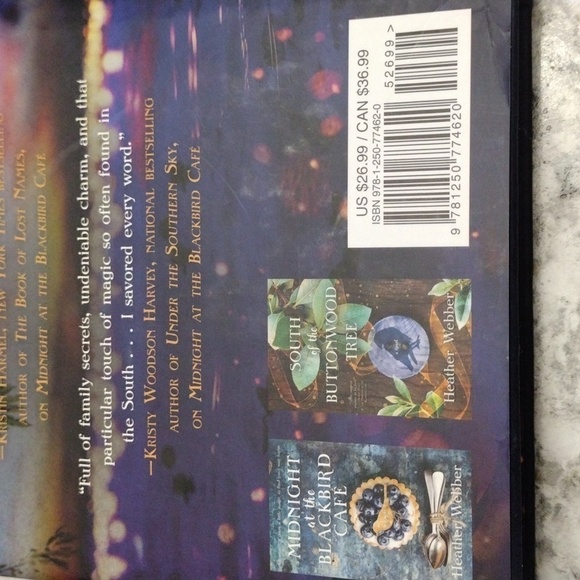 —KRISTIN HARMEL, NEW YORK TIMES
AUTHOR OF THE BOOK OF LOST NAMES,
ON MIDNIGHT AT THE BLACKBIRD CAFÉ
“Full of family secrets, undeniable charm, and that
particular touch of magic so often found in
the South . . . I savored every word.”
—KRISTY WOODSON HARVEY, NATIONAL BESTSELLING
AUTHOR OF UNDER THE SOUTHERN SKY,
ON MIDNIGHT AT THE BLACKBIRD CAFÉ
MIDNIGHT
at the
BLACKBIRD
CAFÉ
Heather Webber
SOUTH
of the
BUTTONWOOD
TREE
Heather Webber
US $26.99 / CAN $36.99
ISBN 978-1-250-77462-0
52699>
9 781250 774620